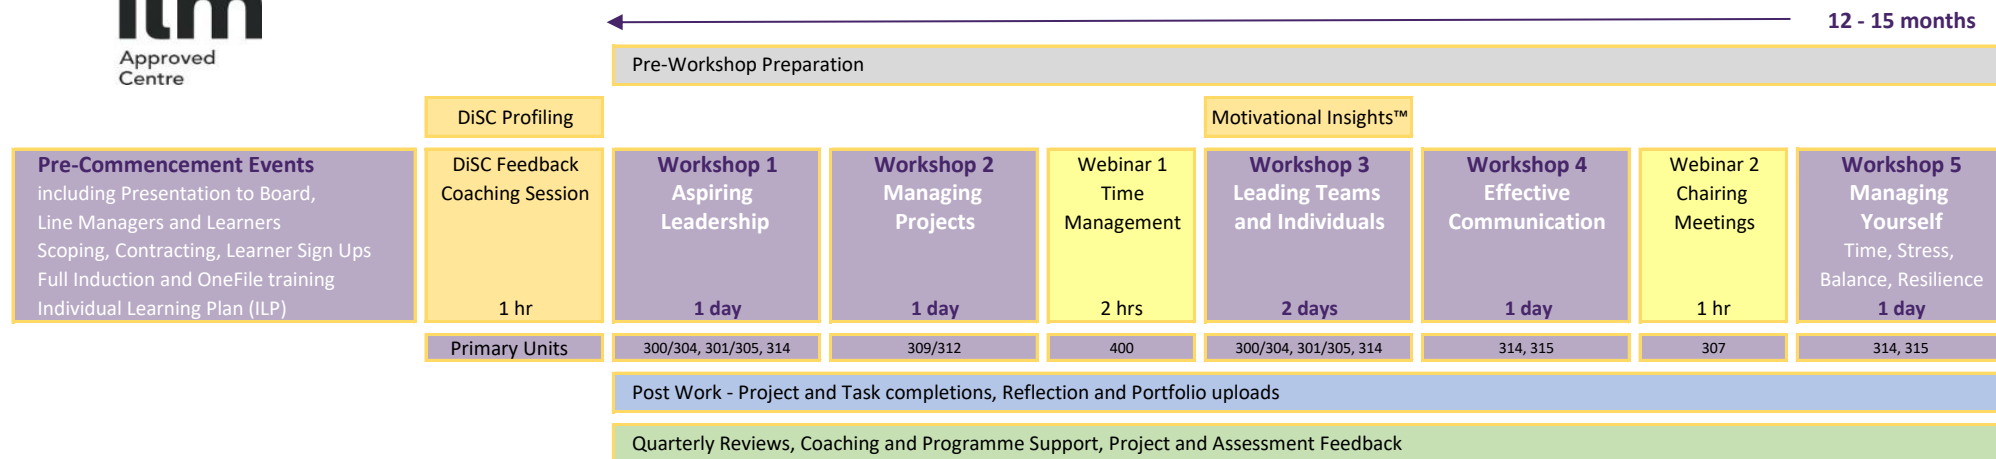 ilm
Approved
Centre
12 - 15 months
Pre-Workshop Preparation
DiSC Profiling
Motivational Insights™
Pre-Commencement Events
including Presentation to Board,
Line Managers and Learners
Scoping, Contracting, Learner Sign Ups
Full Induction and OneFile training
Individual Learning Plan (ILP)
DiSC Feedback
Coaching Session
1 hr
Workshop 1
Aspiring
Leadership
1 day
Workshop 2
Managing
Projects
1 day
Webinar 1
Time
Management
2 hrs
Workshop 3
Leading Teams
and Individuals
2 days
Workshop 4
Effective
Communication
1 day
Webinar 2
Chairing
Meetings
1 hr
Workshop 5
Managing
Yourself
Time, Stress,
Balance, Resilience
1 day
Primary Units
300/304, 301/305, 314
309/312
400
300/304, 301/305, 314
314, 315
307
314, 315
Post Work - Project and Task completions, Reflection and Portfolio uploads
Quarterly Reviews, Coaching and Programme Support, Project and Assessment Feedback